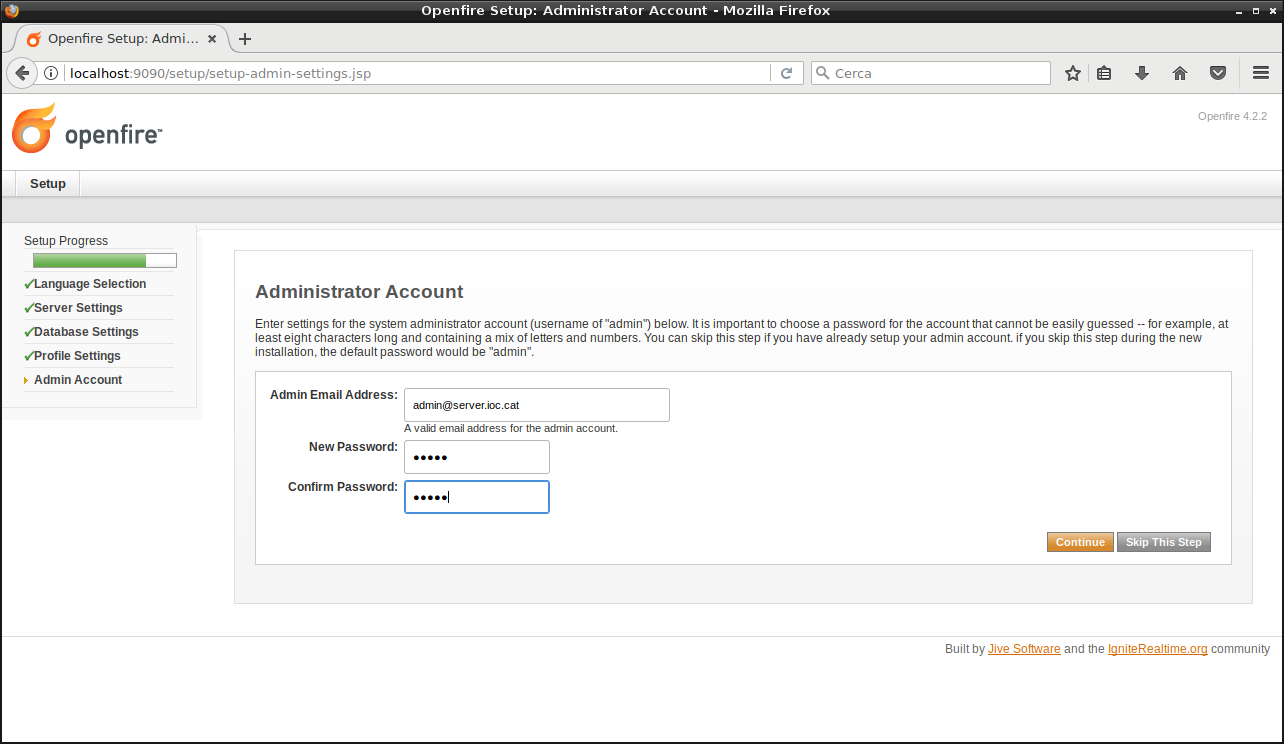 Openfire Setup: Administrator Account - Mozilla Firefox
Openfire Setup: Admi...
localhost:9090/setup/setup-admin-settings.jsp
Cerca
openfire™
Openfire 4.2.2
Setup
Setup Progress
Language Selection
Server Settings
Database Settings
Profile Settings
Admin Account
Administrator Account
Enter settings for the system administrator account (username of "admin") below. It is important to choose a password for the account that cannot be easily guessed -- for example, at
least eight characters long and containing a mix of letters and numbers. You can skip this step if you have already setup your admin account. if you skip this step during the new
installation, the default password would be "admin".
Admin Email Address:
admin@server.ioc.cat
A valid email address for the admin account.
New Password:
●●●●●
Confirm Password:
●●●●●
Continue
Skip This Step
Built by Jive Software and the IgniteRealtime.org community